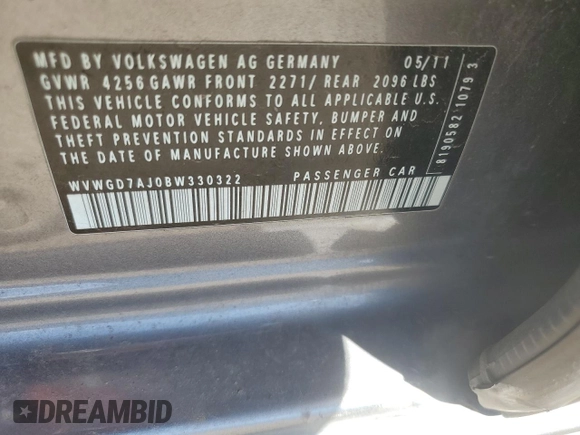 MFD BY VOLKSWAGEN AG GERMANY 05/11
GVWR 4256 GAWR FRONT 2271/ REAR 2096 LBS
THIS VEHICLE CONFORMS TO ALL APPLICABLE U.S.
FEDERAL MOTOR VEHICLE SAFETY, BUMPER AND
THEFT PREVENTION STANDARDS IN EFFECT ON
THE DATE OF MANUFACTURE SHOWN ABOVE.
WVWGD7AJ0BW330322 PASSENGER CAR
8190582 1079 3
DREAMBID